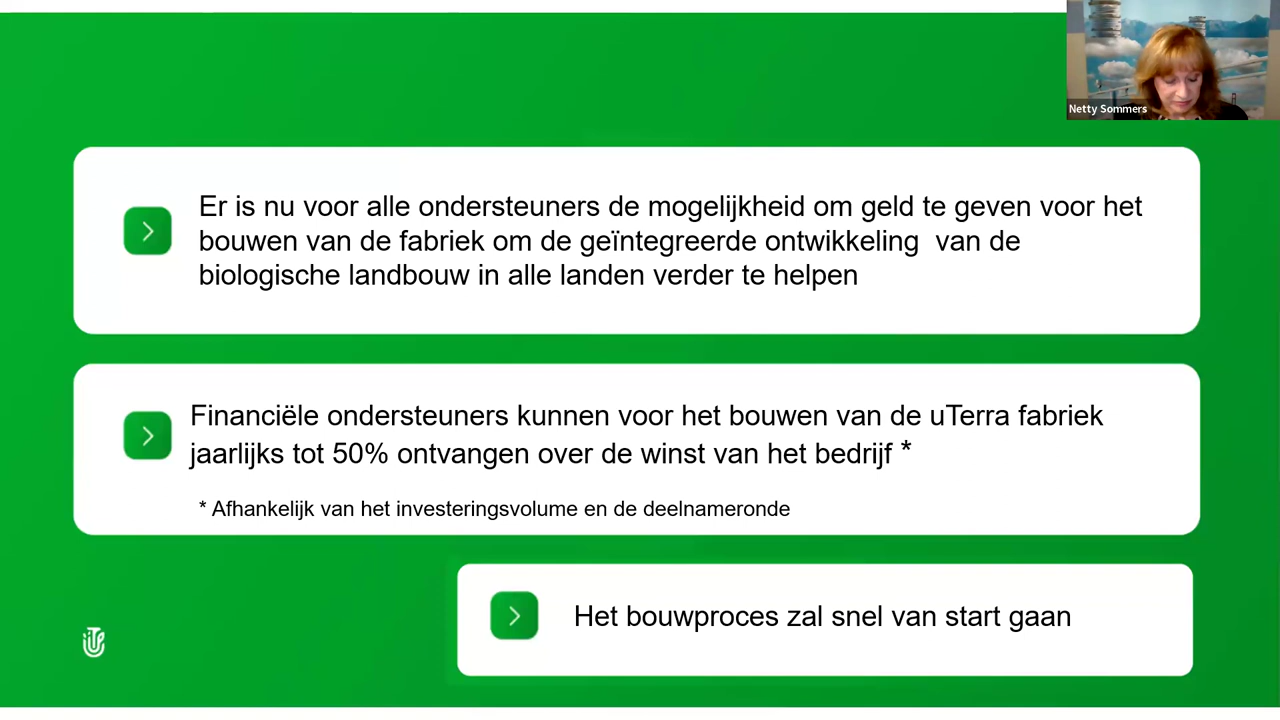 Netty Sommers
Er is nu voor alle ondersteuners de mogelijkheid om geld te geven voor het
bouwen van de fabriek om de geïntegreerde ontwikkeling  van de
biologische landbouw in alle landen verder te helpen
Financiële ondersteuners kunnen voor het bouwen van de uTerra fabriek
jaarlijks tot 50% ontvangen over de winst van het bedrijf *
* Afhankelijk van het investeringsvolume en de deelnameronde
Het bouwproces zal snel van start gaan